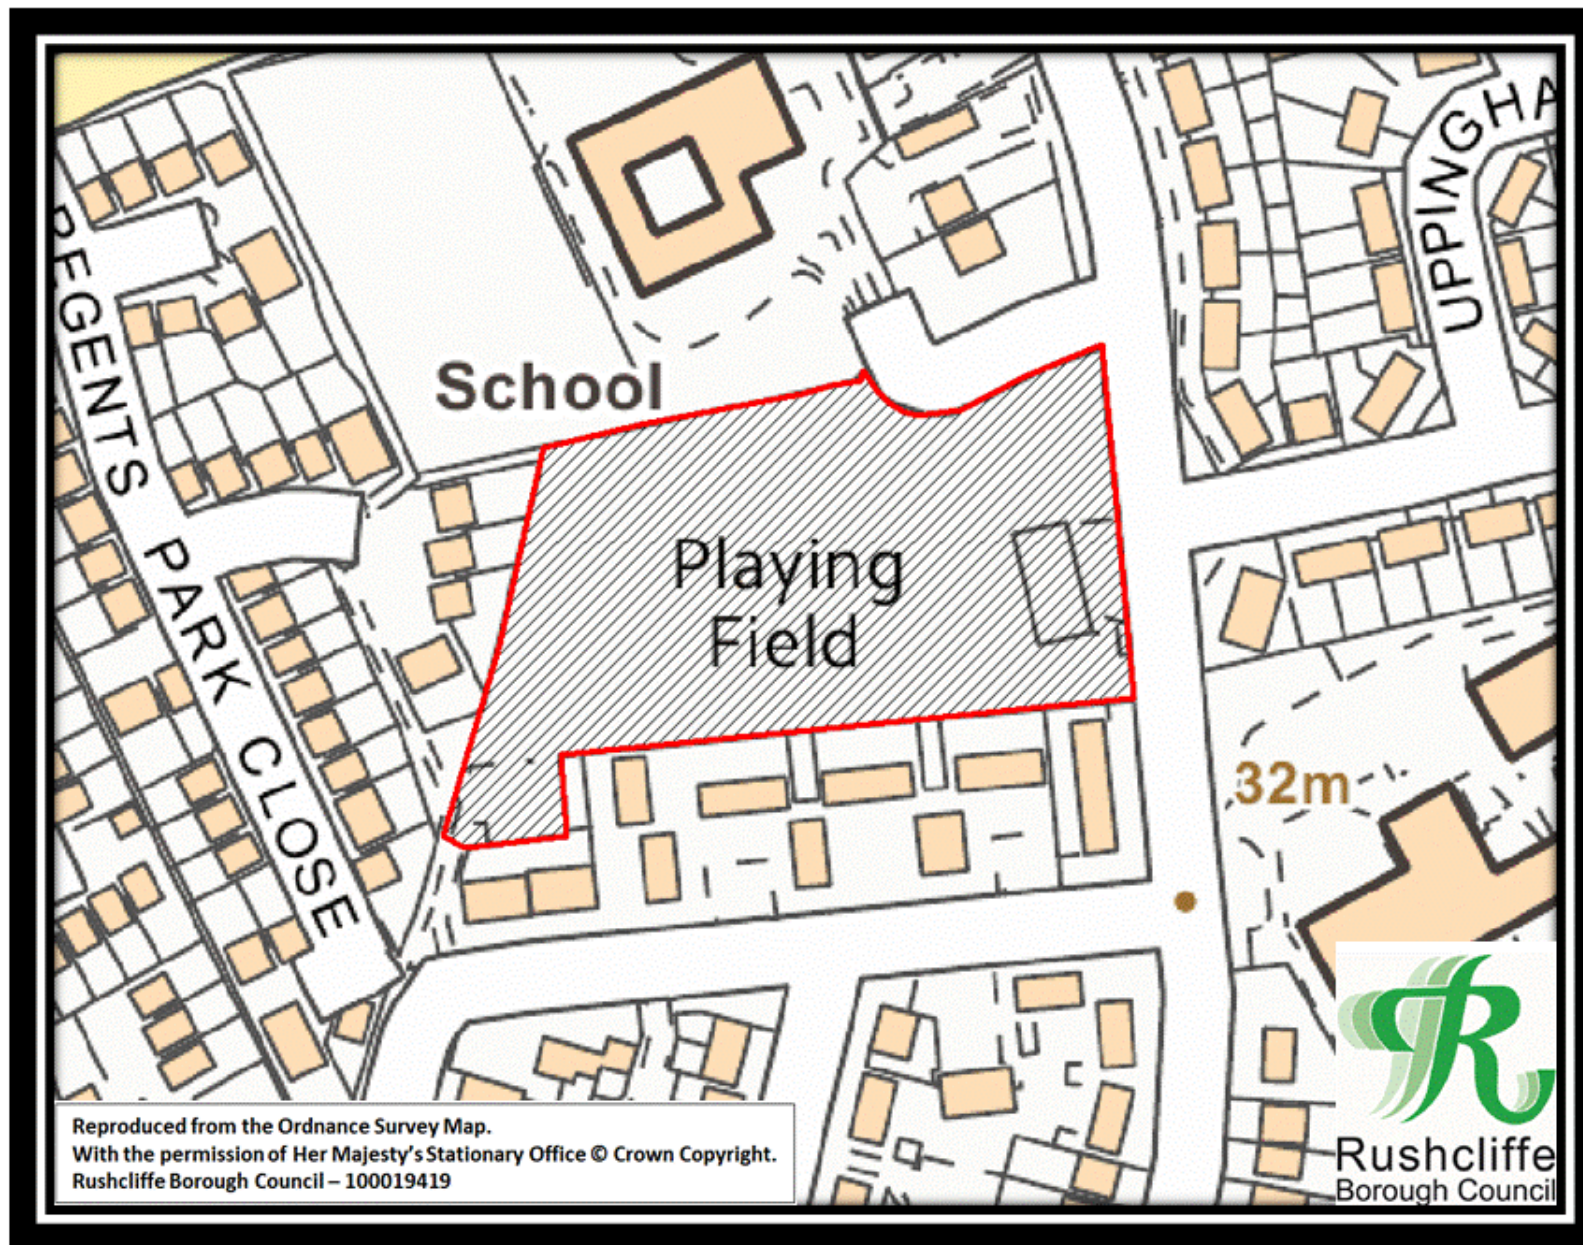 UPPINGHA
REGENTS PARK CLOSE
School
Playing
Field
32m
Reproduced from the Ordnance Survey Map.
With the permission of Her Majesty's Stationary Office © Crown Copyright.
Rushcliffe Borough Council – 100019419
R
Rushcliffe
Borough Council